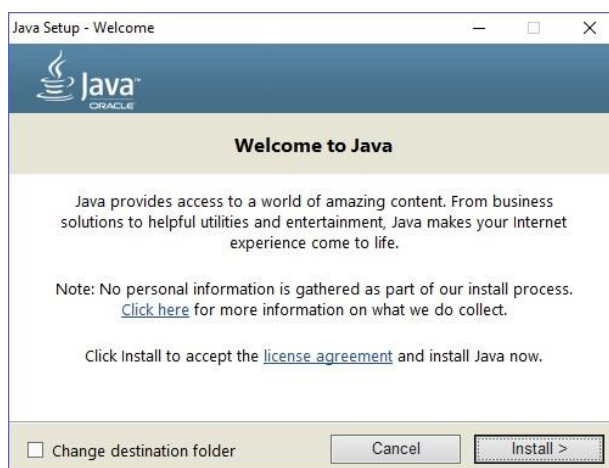 Java Setup - Welcome
Java™
ORACLE
Welcome to Java
Java provides access to a world of amazing content. From business
solutions to helpful utilities and entertainment, Java makes your Internet
experience come to life.
Note: No personal information is gathered as part of our install process.
Click here for more information on what we do collect.
Click Install to accept the license agreement and install Java now.
Change destination folder
Cancel
Install >